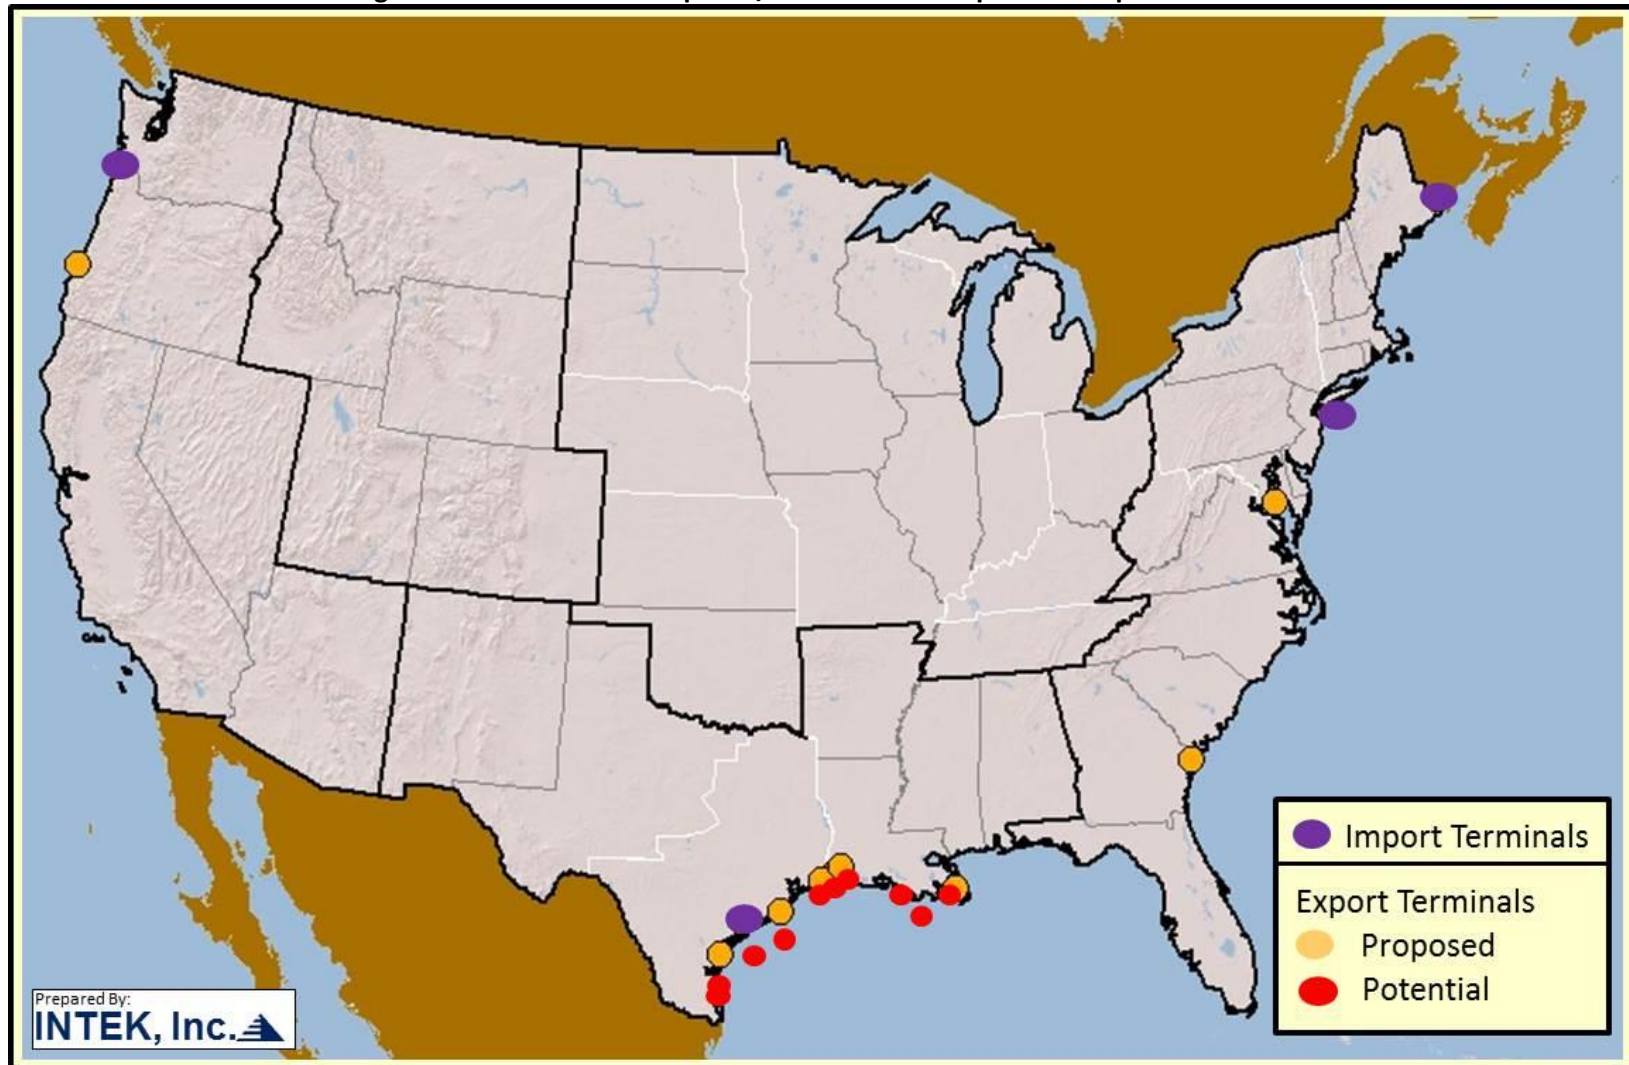 Import Terminals
Export Terminals
Proposed
Potential
Prepared By:
INTEK, Inc.